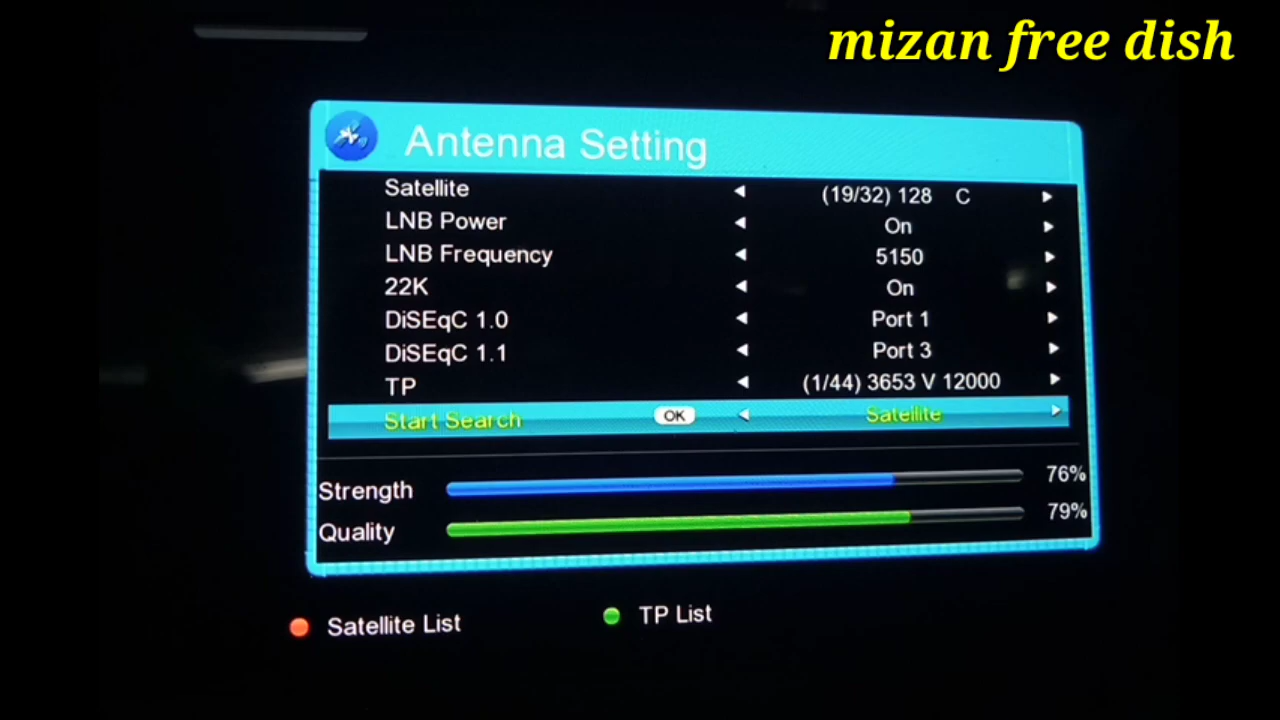 mizan free dish
Antenna Setting
Satellite (19/32) 128 C
LNB Power On
LNB Frequency 5150
22K On
DiSEqC 1.0 Port 1
DiSEqC 1.1 Port 3
TP (1/44) 3653 V 12000
Start Search OK Satellite
Strength 76%
Quality 79%
Satellite List TP List